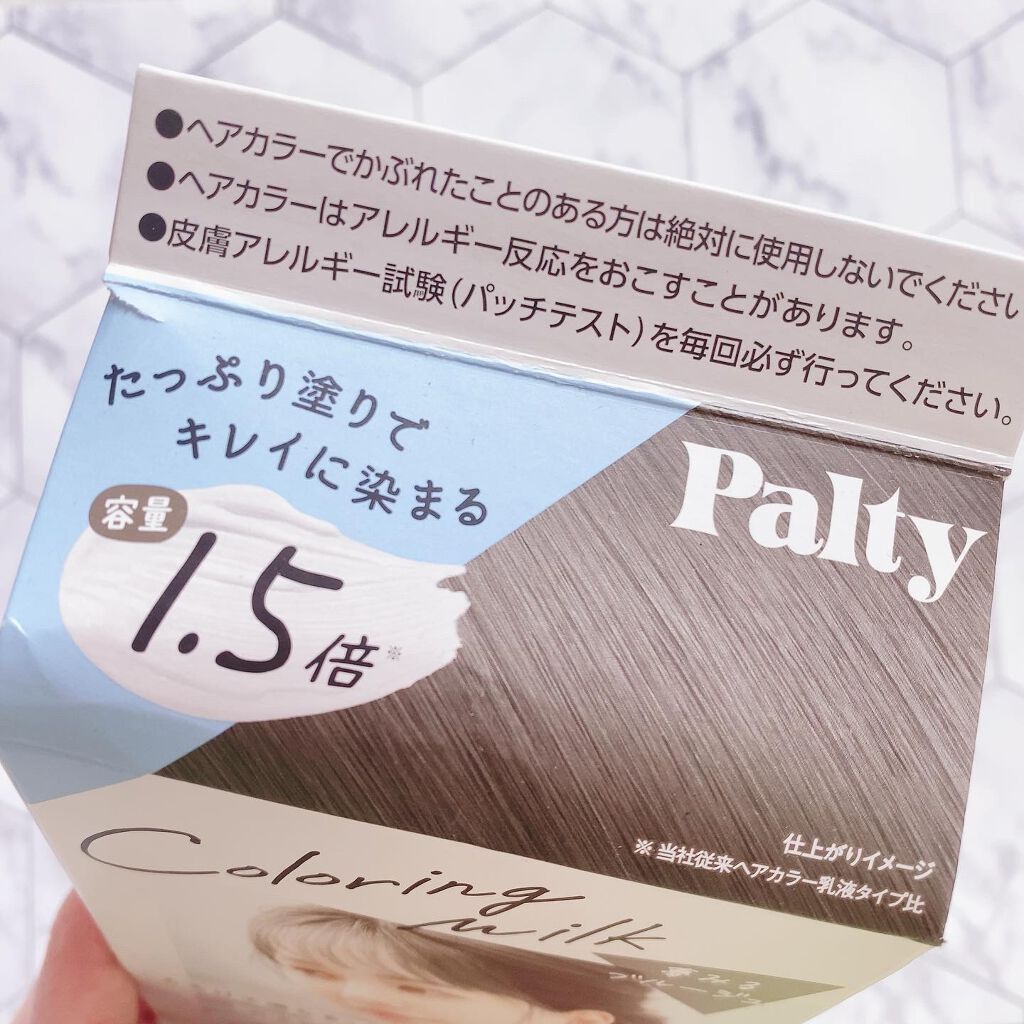 ●ヘアカラーでかぶれたことのある方は絶対に使用しないでください
●ヘアカラーはアレルギー反応をおこすことがあります。
●皮膚アレルギー試験(パッチテスト)を毎回必ず行ってください。
たっぷり塗りで
キレイに染まる
容量
1.5倍※
Palty
仕上がりイメージ
※当社従来ヘアカラー乳液タイプ比
Coloring
milk